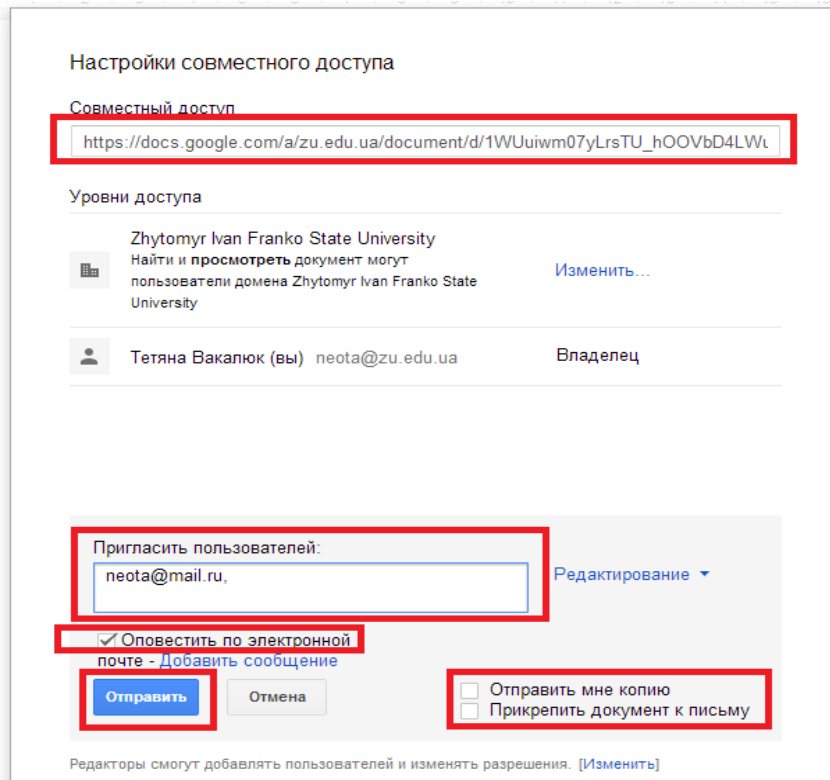 Настройки совместного доступа
Совместный доступ
https://docs.google.com/a/zu.edu.ua/document/d/1WUuiwm07yLrsTU_hOOVbD4LWu
Уровни доступа
Zhytomyr Ivan Franko State University
Найти и просмотреть документ могут
пользователи домена Zhytomyr Ivan Franko State
University
Изменить...
Тетяна Вакалюк (вы) neota@zu.edu.ua Владелец
Пригласить пользователей:
neota@mail.ru,
Редактирование
Оповестить по электронной
почте - Добавить сообщение
Отправить Отмена
Отправить мне копию
Прикрепить документ к письму
Редакторы смогут добавлять пользователей и изменять разрешения. [Изменить]